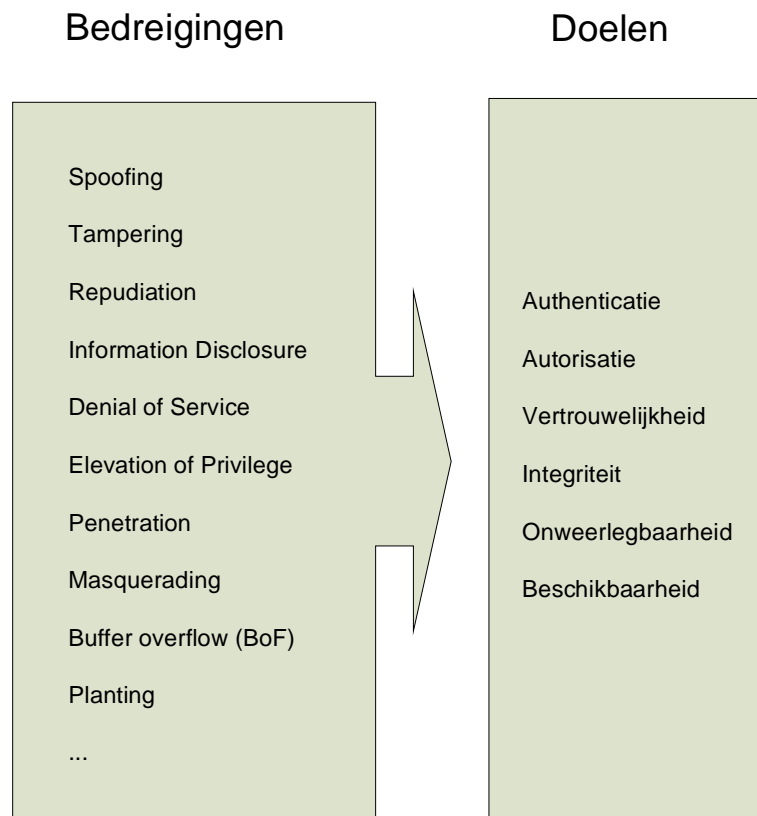 Bedreigingen
Spoofing
Tampering
Repudiation
Information Disclosure
Denial of Service
Elevation of Privilege
Penetration
Masquerading
Buffer overflow (BoF)
Planting
...
Doelen
Authenticatie
Autorisatie
Vertrouwelijkheid
Integriteit
Onweerlegbaarheid
Beschikbaarheid